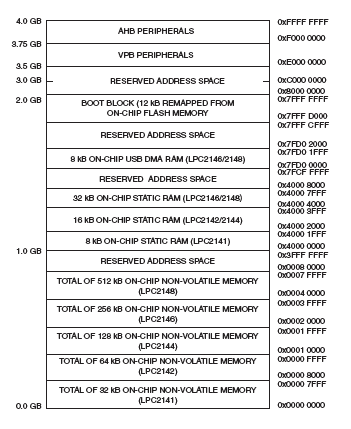 4.0 GB
0xFFFF FFFF
AHB PERIPHERALS
3.75 GB
0xF000 0000
VPB PERIPHERALS
3.5 GB
0xE000 0000
3.0 GB
RESERVED ADDRESS SPACE
0xC000 0000
2.0 GB
0x8000 0000
0x7FFF FFFF
BOOT BLOCK (12 kB REMAPPED FROM
ON-CHIP FLASH MEMORY
0x7FFF D000
0x7FFF CFFF
RESERVED ADDRESS SPACE
0x7FD0 2000
0x7FD0 1FFF
8 kB ON-CHIP USB DMA RAM (LPC2146/2148)
0x7FD0 0000
0x7FCF FFFF
RESERVED ADDRESS SPACE
0x4000 8000
0x4000 7FFF
32 kB ON-CHIP STATIC RAM (LPC2146/2148)
0x4000 4000
0x4000 3FFF
16 kB ON-CHIP STATIC RAM (LPC2142/2144)
0x4000 2000
0x4000 1FFF
8 kB ON-CHIP STATIC RAM (LPC2141)
1.0 GB
0x4000 0000
0x3FFF FFFF
RESERVED ADDRESS SPACE
0x0008 0000
0x0007 FFFF
TOTAL OF 512 kB ON-CHIP NON-VOLATILE MEMORY
(LPC2148)
0x0004 0000
0x0003 FFFF
TOTAL OF 256 kB ON-CHIP NON-VOLATILE MEMORY
(LPC2146)
0x0002 0000
0x0001 FFFF
TOTAL OF 128 kB ON-CHIP NON-VOLATILE MEMORY
(LPC2144)
0x0001 0000
0x0000 FFFF
TOTAL OF 64 kB ON-CHIP NON-VOLATILE MEMORY
(LPC2142)
0x0000 8000
0x0000 7FFF
TOTAL OF 32 kB ON-CHIP NON-VOLATILE MEMORY
(LPC2141)
0.0 GB
0x0000 0000